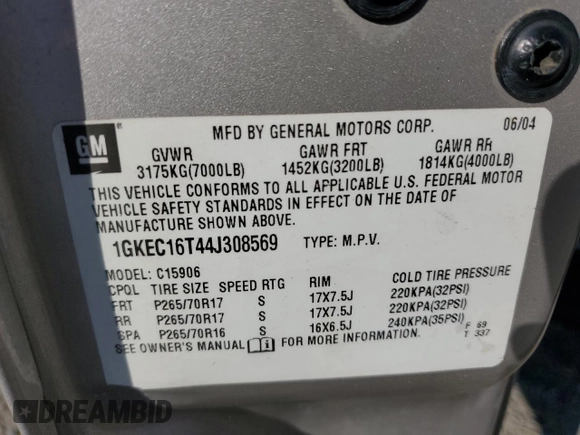 GM
®
MFD BY GENERAL MOTORS CORP. 06/04
GVWR GAWR FRT GAWR RR
3175KG(7000LB) 1452KG(3200LB) 1814KG(4000LB)
THIS VEHICLE CONFORMS TO ALL APPLICABLE U.S. FEDERAL MOTOR
VEHICLE SAFETY STANDARDS IN EFFECT ON THE DATE OF
MANUFACTURE SHOWN ABOVE.
1GKEC16T44J308569 TYPE: M.P.V.
MODEL: C15906
CPQL TIRE SIZE SPEED RTG RIM COLD TIRE PRESSURE
FRT P265/70R17 S 17X7.5J 220KPA(32PSI)
RR P265/70R17 S 17X7.5J 220KPA(32PSI)
SPA P265/70R16 S 16X6.5J 240KPA(35PSI)
F 69
T 337
SEE OWNER'S MANUAL FOR MORE INFORMATION.
DREAMBID